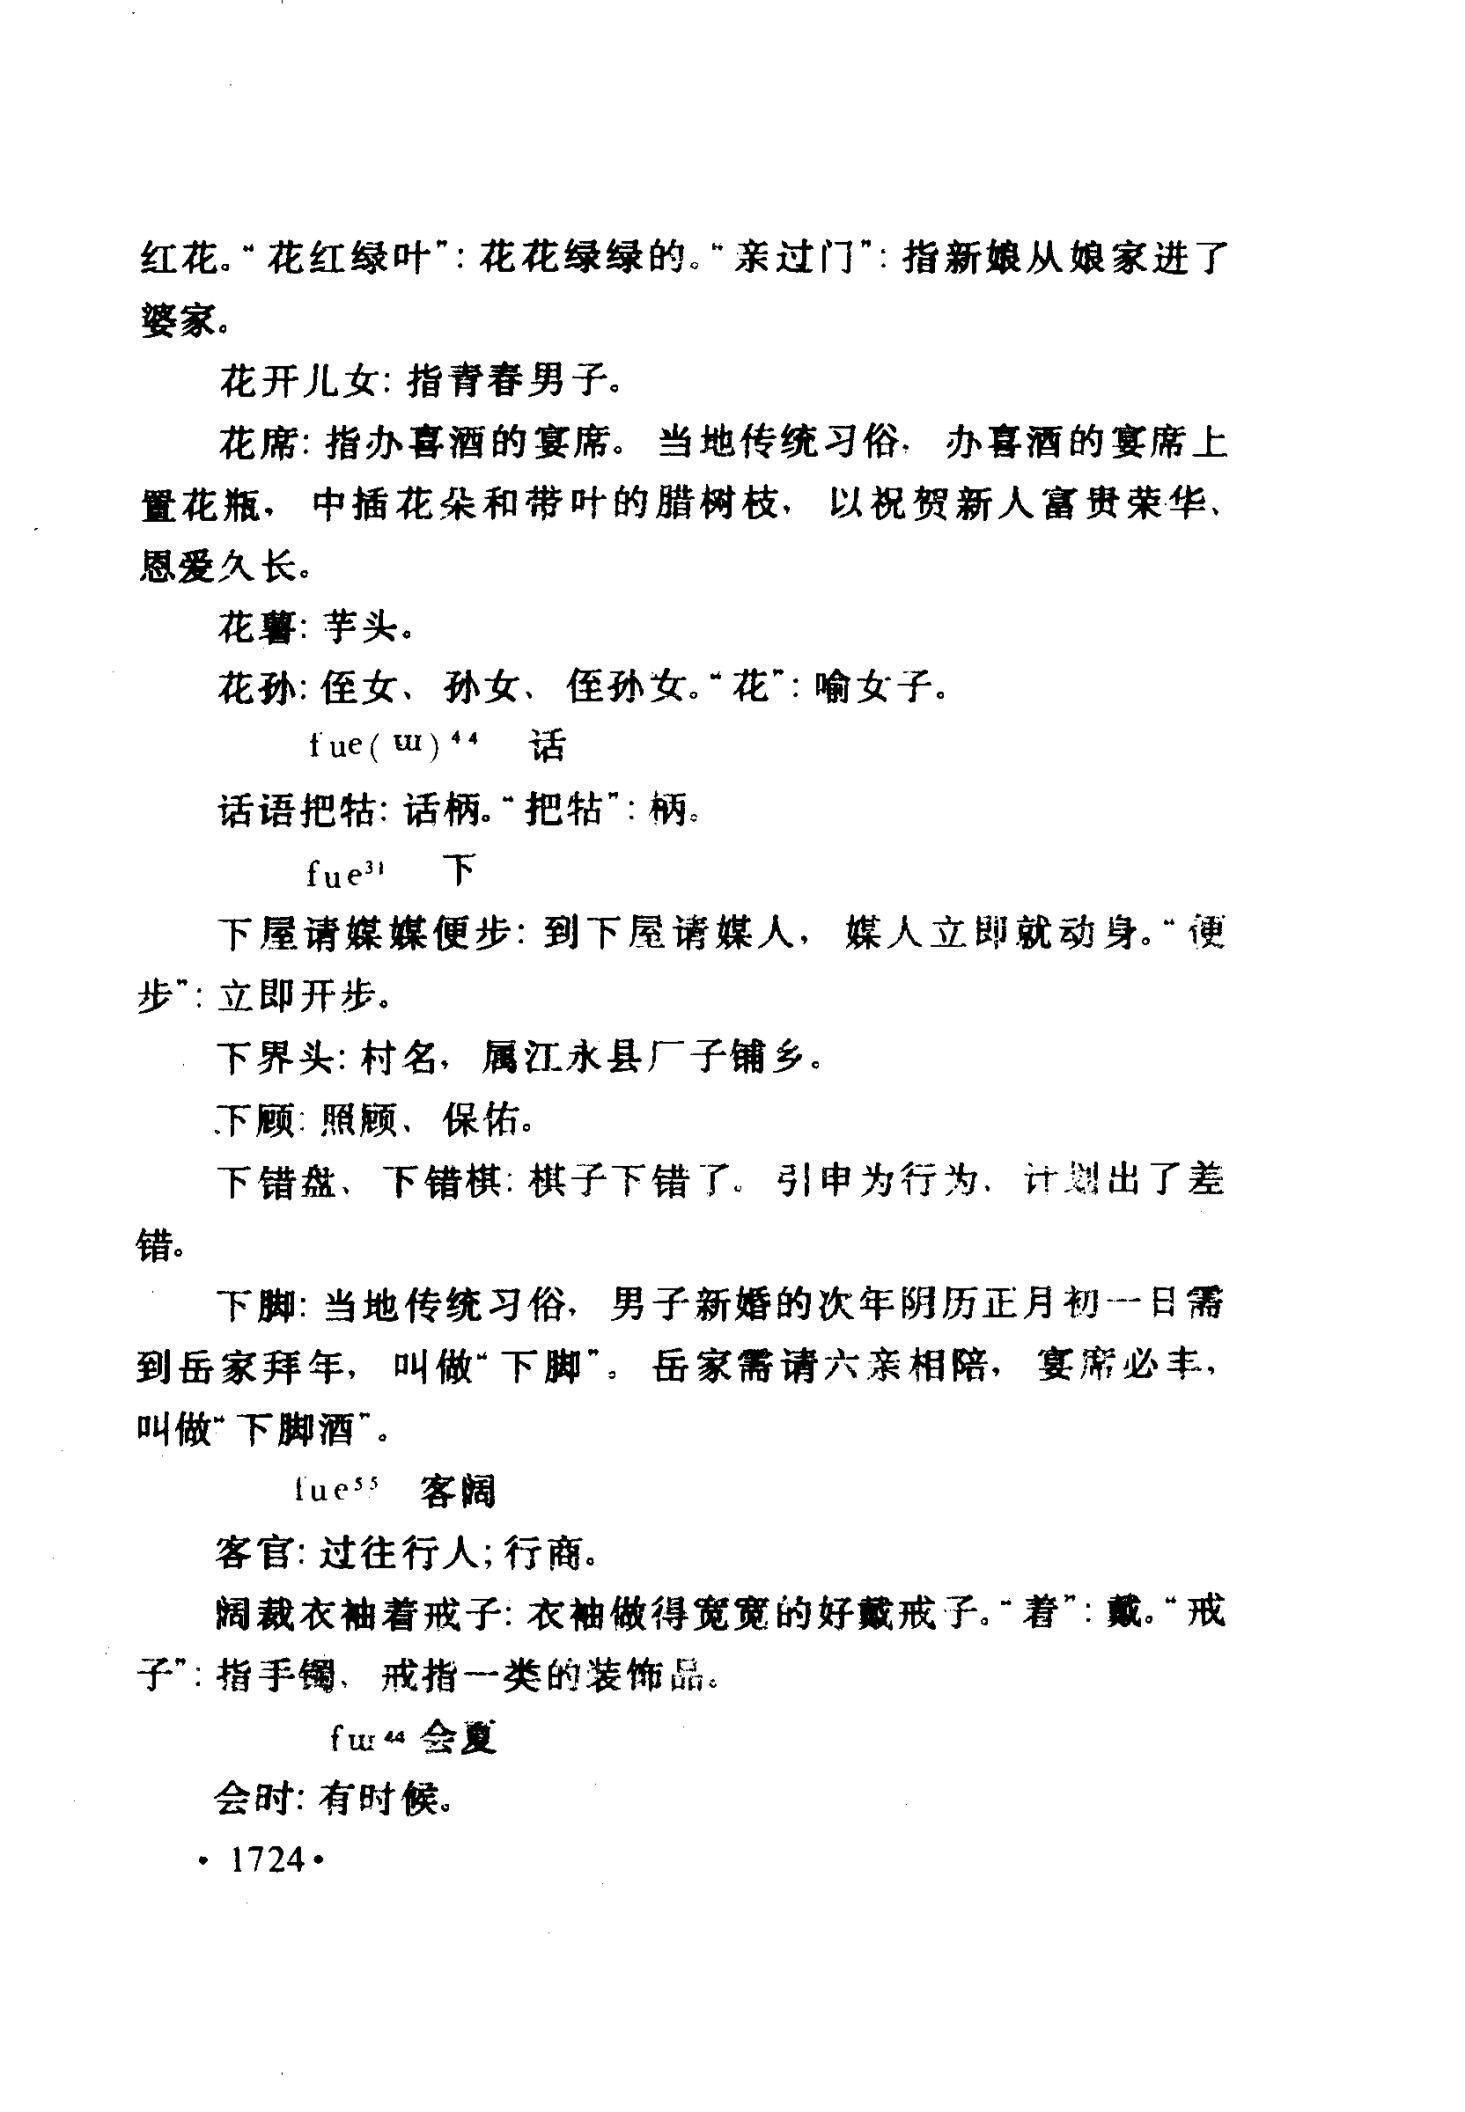 红花。“花红绿叶”：花花绿绿的。“亲过门”：指新娘从娘家进了
婆家。
花开儿女：指青春男子。
花席：指办喜酒的宴席。当地传统习俗，办喜酒的宴席上
置花瓶，中插花朵和带叶的腊树枝，以祝贺新人富贵荣华、
恩爱久长。
花薯：芋头。
花孙：侄女、孙女、侄孙女。“花”：喻女子。
fue(ɯ)⁴⁴ 话
话语把牯：话柄。“把牯”：柄。
fue³¹ 下
下屋请媒媒便步：到下屋请媒人，媒人立即就动身。“便
步”：立即开步。
下界头：村名，属江永县厂子铺乡。
下顾：照顾、保佑。
下错盘、下错棋：棋子下错了。引申为行为、计划出了差
错。
下脚：当地传统习俗，男子新婚的次年阴历正月初一日需
到岳家拜年，叫做“下脚”。岳家需请六亲相陪，宴席必丰，
叫做“下脚酒”。
fue⁵⁵ 客阔
客官：过往行人；行商。
阔裁衣袖着戒子：衣袖做得宽宽的好戴戒子。“着”：戴。“戒
子”：指手镯、戒指一类的装饰品。
fɯ⁴⁴ 会夏
会时：有时候。
·1724·